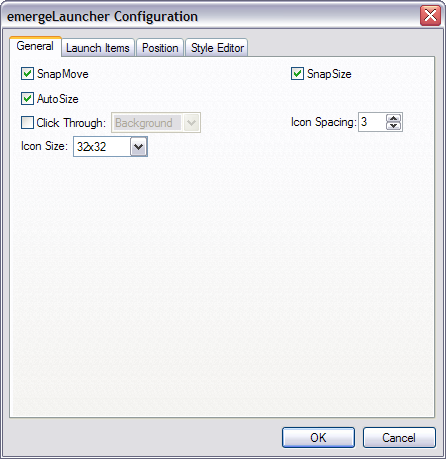 emergeLauncher Configuration
General Launch Items Position Style Editor
SnapMove SnapSize
AutoSize
Click Through: Background Icon Spacing: 3
Icon Size: 32x32
OK Cancel